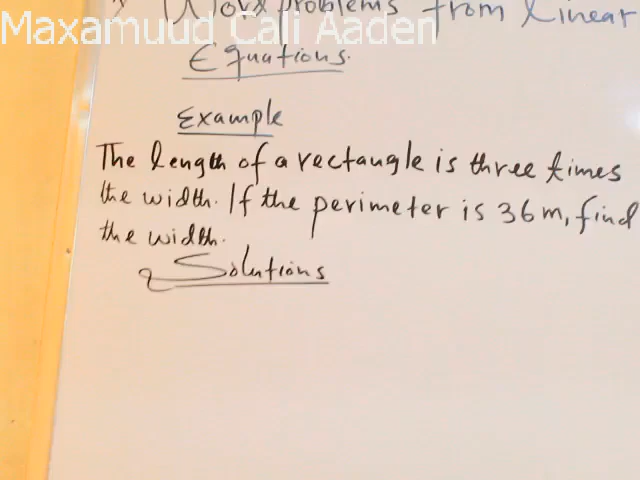 Word problems from Linear
Maxamuud Cali Aaden
Equations.
Example
The length of a rectangle is three times
the width. If the perimeter is 36m, find
the width.
Solutions